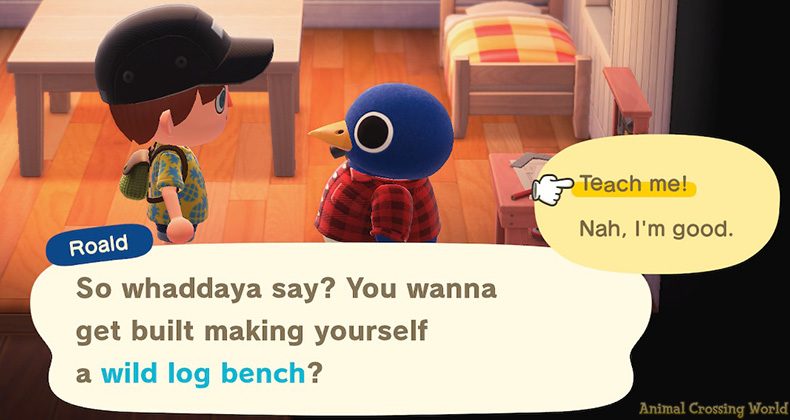 Teach me!
Nah, I'm good.
Roald
So whaddaya say? You wanna
get built making yourself
a wild log bench?
Animal Crossing World